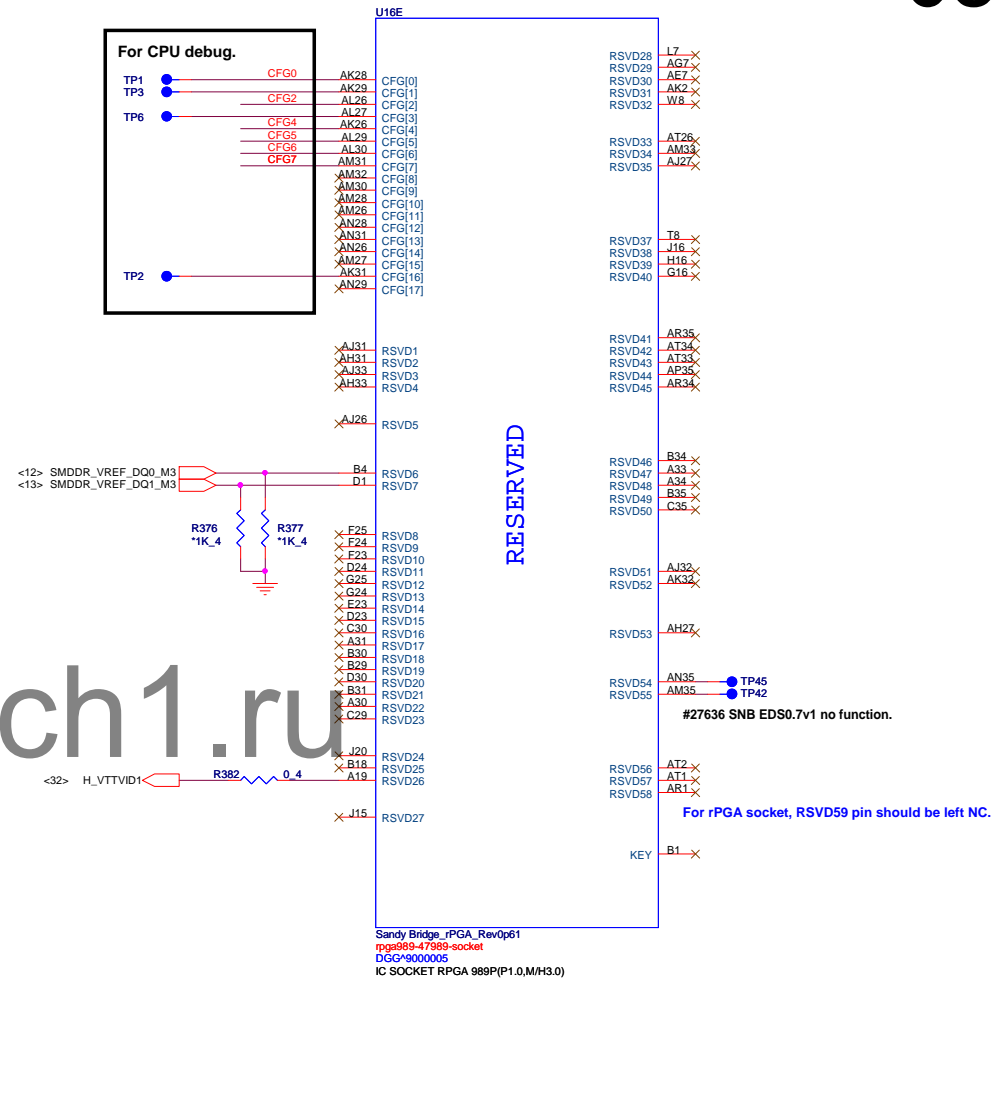 U16E
For CPU debug.
TP1 CFG0 AK28 CFG[0]
TP3 AK29 CFG[1]
CFG2 AL26 CFG[2]
TP6 AL27 CFG[3]
CFG4 AK26 CFG[4]
CFG5 AL29 CFG[5]
CFG6 AL30 CFG[6]
CFG7 AM31 CFG[7]
AM32 CFG[8]
AM30 CFG[9]
AM28 CFG[10]
AM26 CFG[11]
AN28 CFG[12]
AN31 CFG[13]
AN26 CFG[14]
AM27 CFG[15]
TP2 AK31 CFG[16]
AN29 CFG[17]
AJ31 RSVD1
AH31 RSVD2
AJ33 RSVD3
AH33 RSVD4
AJ26 RSVD5
<12> SMDDR_VREF_DQ0_M3 B4 RSVD6
<13> SMDDR_VREF_DQ1_M3 D1 RSVD7
R376
*1K_4
R377
*1K_4
F25 RSVD8
F24 RSVD9
F23 RSVD10
D24 RSVD11
G25 RSVD12
G24 RSVD13
E23 RSVD14
D23 RSVD15
C30 RSVD16
A31 RSVD17
B30 RSVD18
B29 RSVD19
D30 RSVD20
B31 RSVD21
A30 RSVD22
C29 RSVD23
J20 RSVD24
B18 RSVD25
<32> H_VTTVID1 R382 0_4 A19 RSVD26
J15 RSVD27
RESERVED
RSVD28 L7
RSVD29 AG7
RSVD30 AE7
RSVD31 AK2
RSVD32 W8
RSVD33 AT26
RSVD34 AM33
RSVD35 AJ27
RSVD37 T8
RSVD38 J16
RSVD39 H16
RSVD40 G16
RSVD41 AR35
RSVD42 AT34
RSVD43 AT33
RSVD44 AP35
RSVD45 AR34
RSVD46 B34
RSVD47 A33
RSVD48 A34
RSVD49 B35
RSVD50 C35
RSVD51 AJ32
RSVD52 AK32
RSVD53 AH27
RSVD54 AN35 TP45
RSVD55 AM35 TP42
#27636 SNB EDS0.7v1 no function.
RSVD56 AT2
RSVD57 AT1
RSVD58 AR1
For rPGA socket, RSVD59 pin should be left NC.
KEY B1
Sandy Bridge_rPGA_Rev0p61
rpga989-47989-socket
DGG^9000005
IC SOCKET RPGA 989P(P1.0,M/H3.0)
ch1.ru